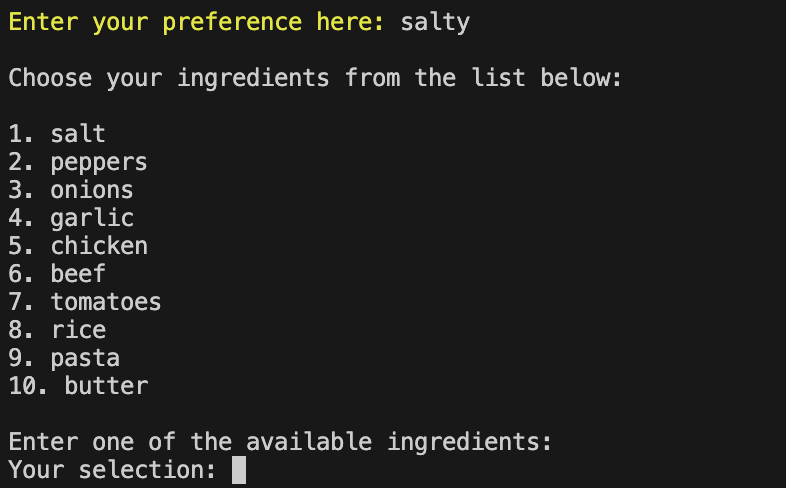 Enter your preference here: salty
Choose your ingredients from the list below:
1. salt
2. peppers
3. onions
4. garlic
5. chicken
6. beef
7. tomatoes
8. rice
9. pasta
10. butter
Enter one of the available ingredients:
Your selection: